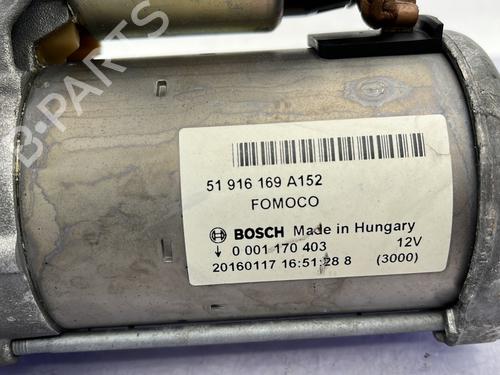 B-PARTS
51 916 169 A152
FOMOCO
BOSCH Made in Hungary
↓ 0 001 170 403 12V
20160117 16:51:28 8 (3000)